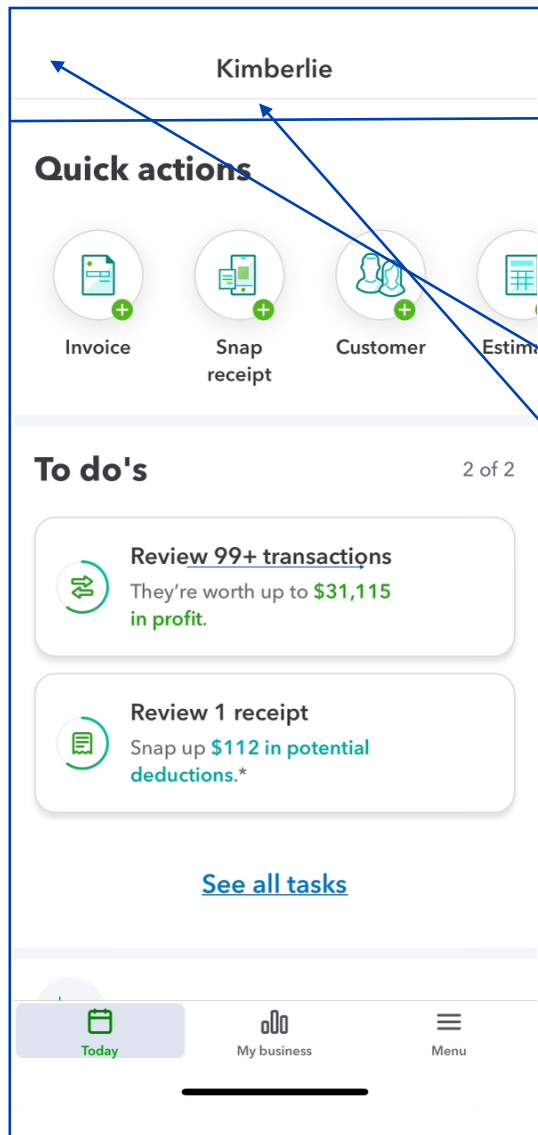 Kimberlie
Quick actions
Invoice
Snap
receipt
Customer
To do's
2 of 2
Review 99+ transactions
They're worth up to $31,115
in profit.
Review 1 receipt
Snap up $112 in potential
deductions.*
See all tasks
Today
My business
Menu